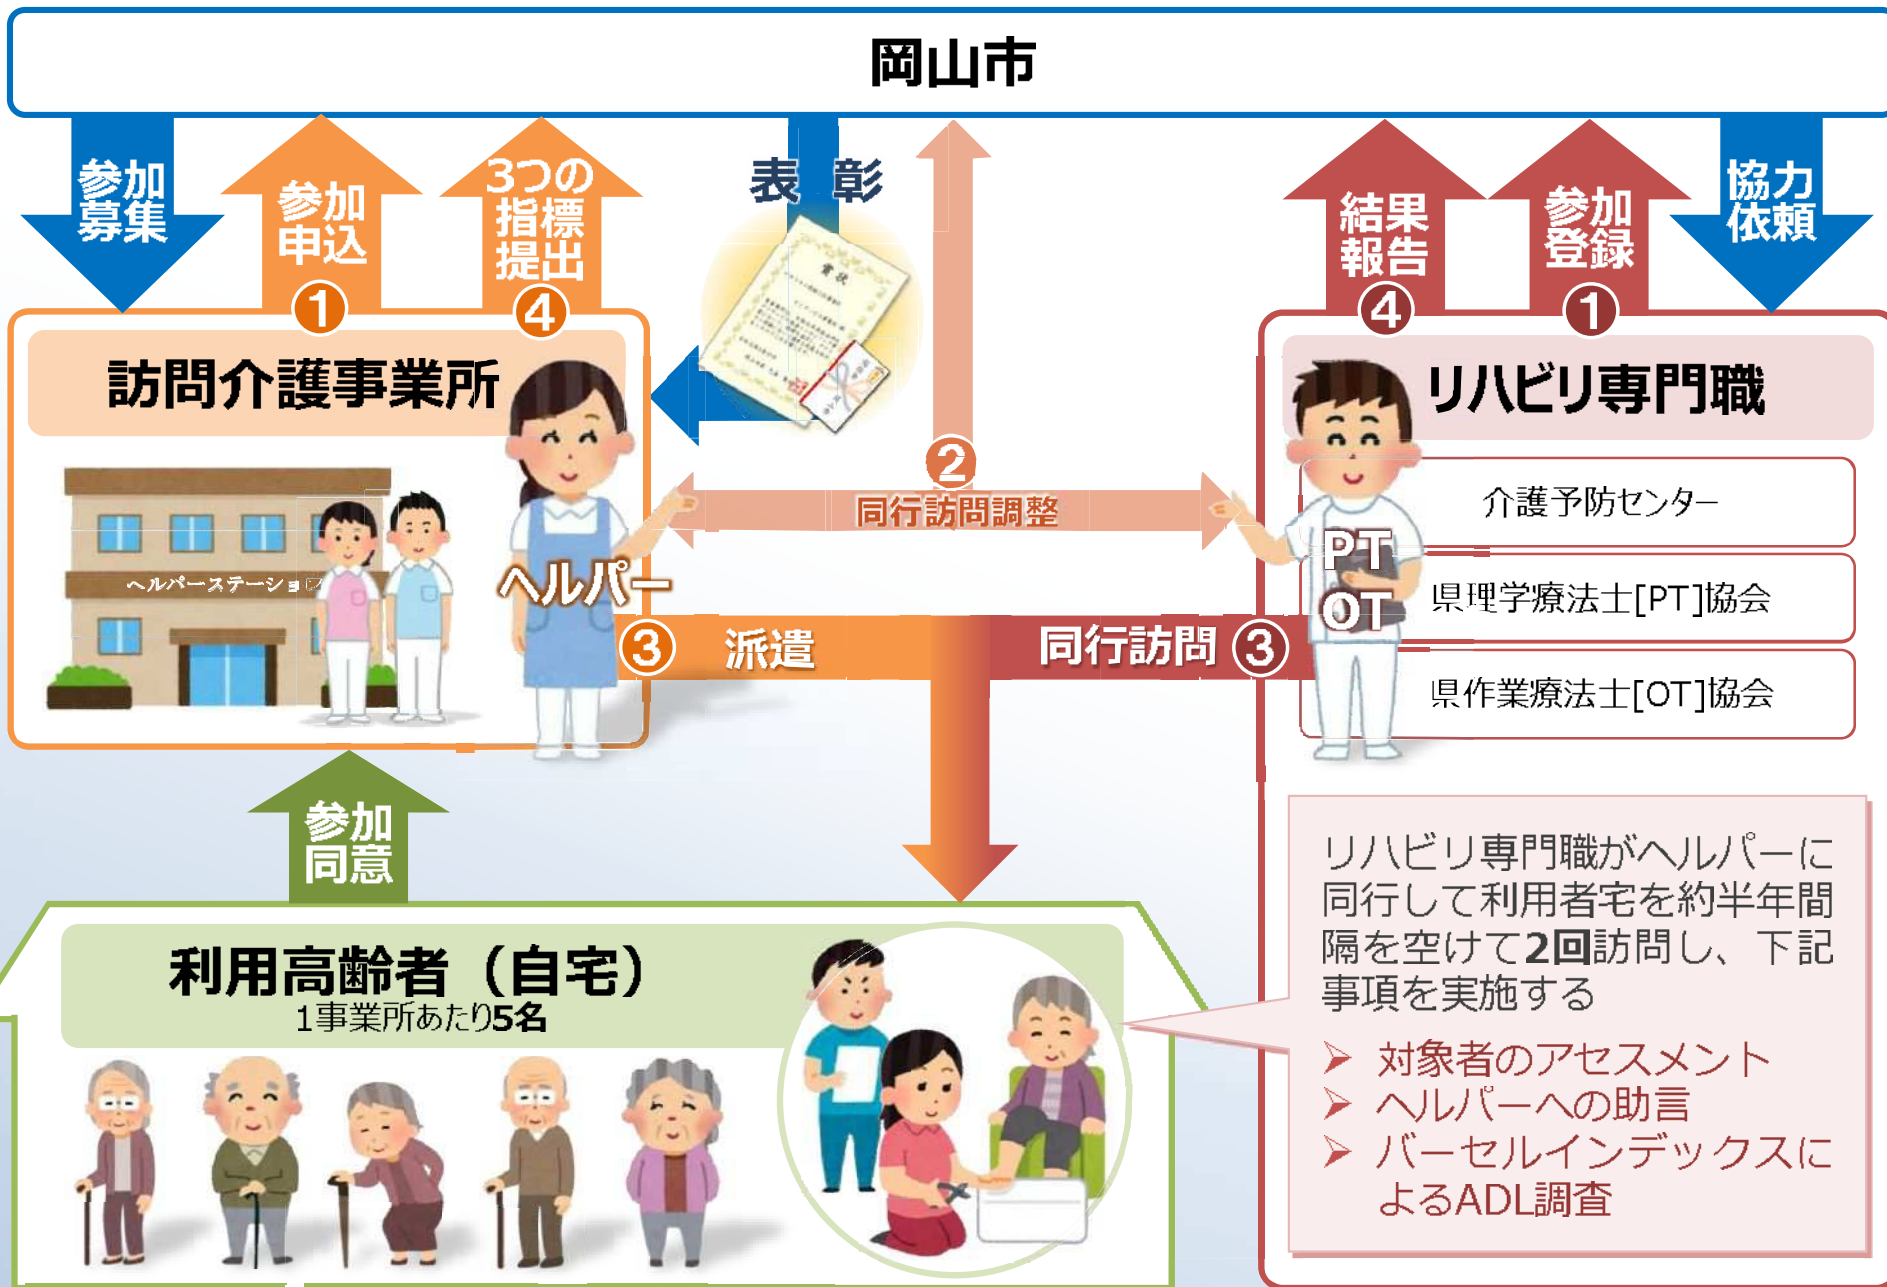 岡山市
参加
募集
参加
申込
①
3つの
指標
提出
④
表 彰
賞状
結果
報告
④
参加
登録
①
協力
依頼
訪問介護事業所
ヘルパーステーション
ヘルパー
②
同行訪問調整
リハビリ専門職
介護予防センター
県理学療法士[PT]協会
県作業療法士[OT]協会
PT
OT
③ 派遣
同行訪問 ③
参加
同意
利用高齢者（自宅）
1事業所あたり5名
リハビリ専門職がヘルパーに
同行して利用者宅を約半年間
隔を空けて2回訪問し、下記
事項を実施する
➢ 対象者のアセスメント
➢ ヘルパーへの助言
➢ バーセルインデックスに
よるADL調査